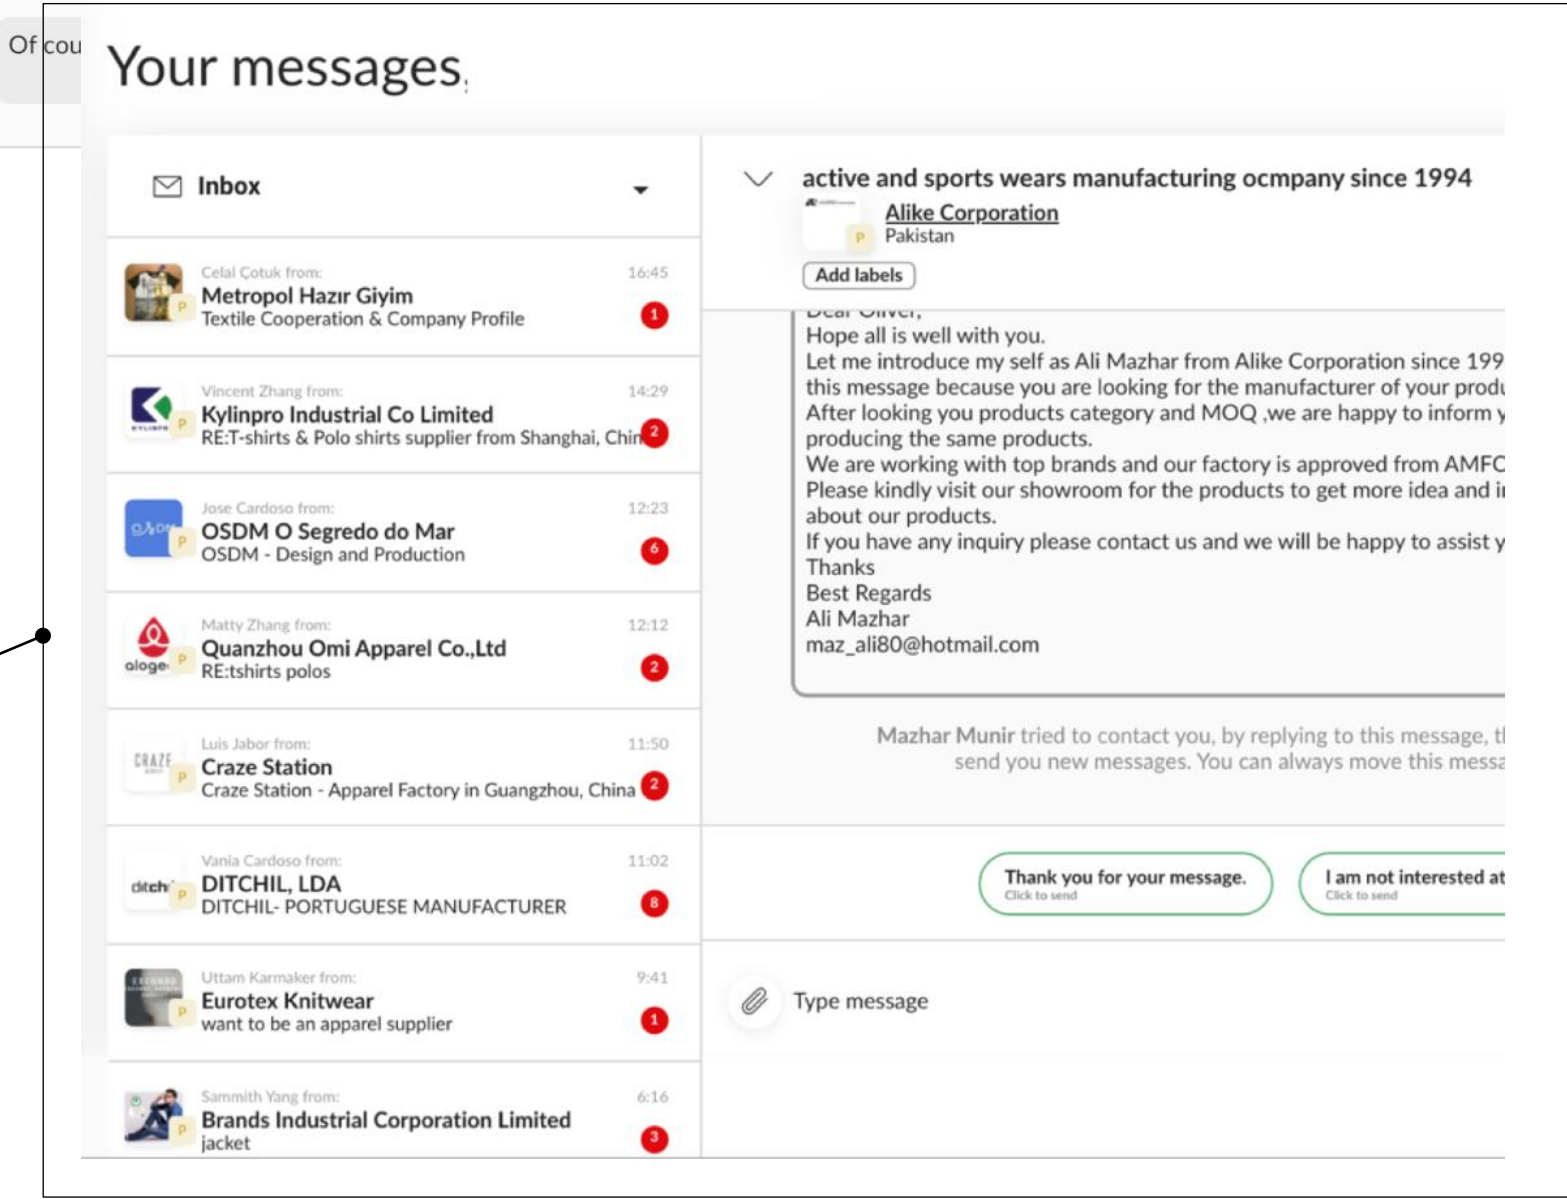 Of cou
Your messages
Inbox
Celal Çotuk from:
16:45
Metropol Hazır Giyim
Textile Cooperation & Company Profile
1
P
Vincent Zhang from:
14:29
Kylinpro Industrial Co Limited
RE:T-shirts & Polo shirts supplier from Shanghai, Chin
2
P
Jose Cardoso from:
12:23
OSDM O Segredo do Mar
OSDM - Design and Production
6
P
Matty Zhang from:
12:12
Quanzhou Omi Apparel Co.,Ltd
RE:tshirts polos
2
aloge
P
Luis Jabor from:
11:50
Craze Station
Craze Station - Apparel Factory in Guangzhou, China
2
CRAZE
P
Vania Cardoso from:
11:02
DITCHIL, LDA
DITCHIL- PORTUGUESE MANUFACTURER
8
ditch
P
Uttam Karmaker from:
9:41
Eurotex Knitwear
want to be an apparel supplier
1
P
Sammith Yang from:
6:16
Brands Industrial Corporation Limited
jacket
3
P
active and sports wears manufacturing ocmpany since 1994
Alike Corporation
Pakistan
P
Add labels
Dear Oliver,
Hope all is well with you.
Let me introduce my self as Ali Mazhar from Alike Corporation since 199
this message because you are looking for the manufacturer of your produ
After looking you products category and MOQ ,we are happy to inform y
producing the same products.
We are working with top brands and our factory is approved from AMFO
Please kindly visit our showroom for the products to get more idea and i
about our products.
If you have any inquiry please contact us and we will be happy to assist y
Thanks
Best Regards
Ali Mazhar
maz_ali80@hotmail.com
Mazhar Munir tried to contact you, by replying to this message, t
send you new messages. You can always move this messa
Thank you for your message.
Click to send
I am not interested at
Click to send
Type message